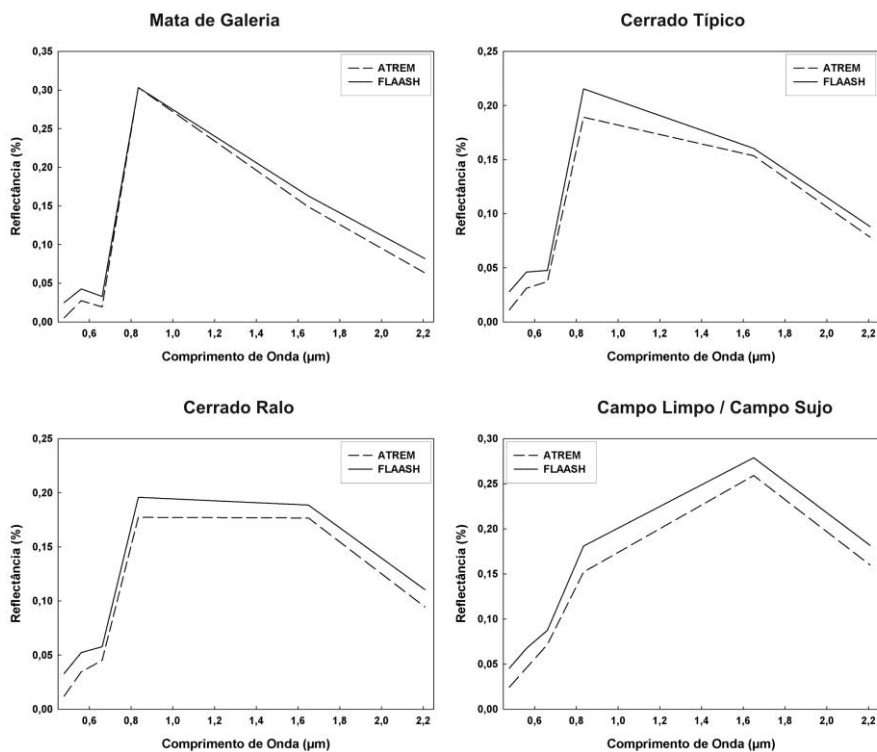 Mata de Galeria
0,35
0,30
0,25
0,20
0,15
0,10
0,05
0,00
Reflectância (%)
ATREM
FLAASH
0,6 0,8 1,0 1,2 1,4 1,6 1,8 2,0 2,2
Comprimento de Onda (µm)
Cerrado Típico
0,25
0,20
0,15
0,10
0,05
0,00
Reflectância (%)
ATREM
FLAASH
0,6 0,8 1,0 1,2 1,4 1,6 1,8 2,0 2,2
Comprimento de Onda (µm)
Cerrado Ralo
0,25
0,20
0,15
0,10
0,05
0,00
Reflectância (%)
ATREM
FLAASH
0,6 0,8 1,0 1,2 1,4 1,6 1,8 2,0 2,2
Comprimento de Onda (µm)
Campo Limpo / Campo Sujo
0,30
0,25
0,20
0,15
0,10
0,05
0,00
Reflectância (%)
ATREM
FLAASH
0,6 0,8 1,0 1,2 1,4 1,6 1,8 2,0 2,2
Comprimento de Onda (µm)